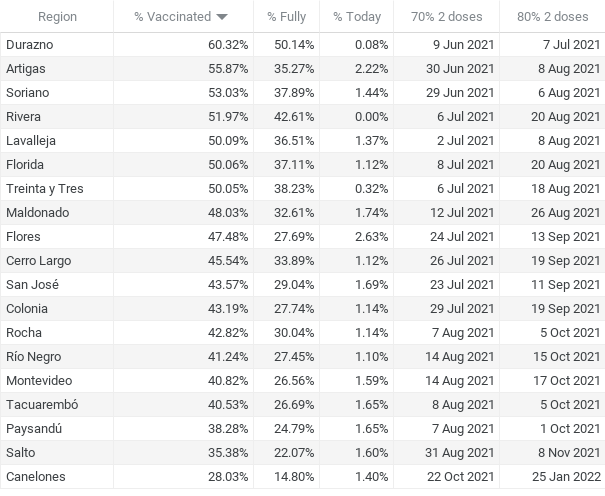 Region % Vaccinated % Fully % Today 70% 2 doses 80% 2 doses
Durazno 60.32% 50.14% 0.08% 9 Jun 2021 7 Jul 2021
Artigas 55.87% 35.27% 2.22% 30 Jun 2021 8 Aug 2021
Soriano 53.03% 37.89% 1.44% 29 Jun 2021 6 Aug 2021
Rivera 51.97% 42.61% 0.00% 6 Jul 2021 20 Aug 2021
Lavalleja 50.09% 36.51% 1.37% 2 Jul 2021 8 Aug 2021
Florida 50.06% 37.11% 1.12% 8 Jul 2021 20 Aug 2021
Treinta y Tres 50.05% 38.23% 0.32% 6 Jul 2021 18 Aug 2021
Maldonado 48.03% 32.61% 1.74% 12 Jul 2021 26 Aug 2021
Flores 47.48% 27.69% 2.63% 24 Jul 2021 13 Sep 2021
Cerro Largo 45.54% 33.89% 1.12% 26 Jul 2021 19 Sep 2021
San José 43.57% 29.04% 1.69% 23 Jul 2021 11 Sep 2021
Colonia 43.19% 27.74% 1.14% 29 Jul 2021 19 Sep 2021
Rocha 42.82% 30.04% 1.14% 7 Aug 2021 5 Oct 2021
Río Negro 41.24% 27.45% 1.10% 14 Aug 2021 15 Oct 2021
Montevideo 40.82% 26.56% 1.59% 14 Aug 2021 17 Oct 2021
Tacuarembó 40.53% 26.69% 1.65% 8 Aug 2021 5 Oct 2021
Paysandú 38.28% 24.79% 1.65% 7 Aug 2021 1 Oct 2021
Salto 35.38% 22.07% 1.60% 31 Aug 2021 8 Nov 2021
Canelones 28.03% 14.80% 1.40% 22 Oct 2021 25 Jan 2022